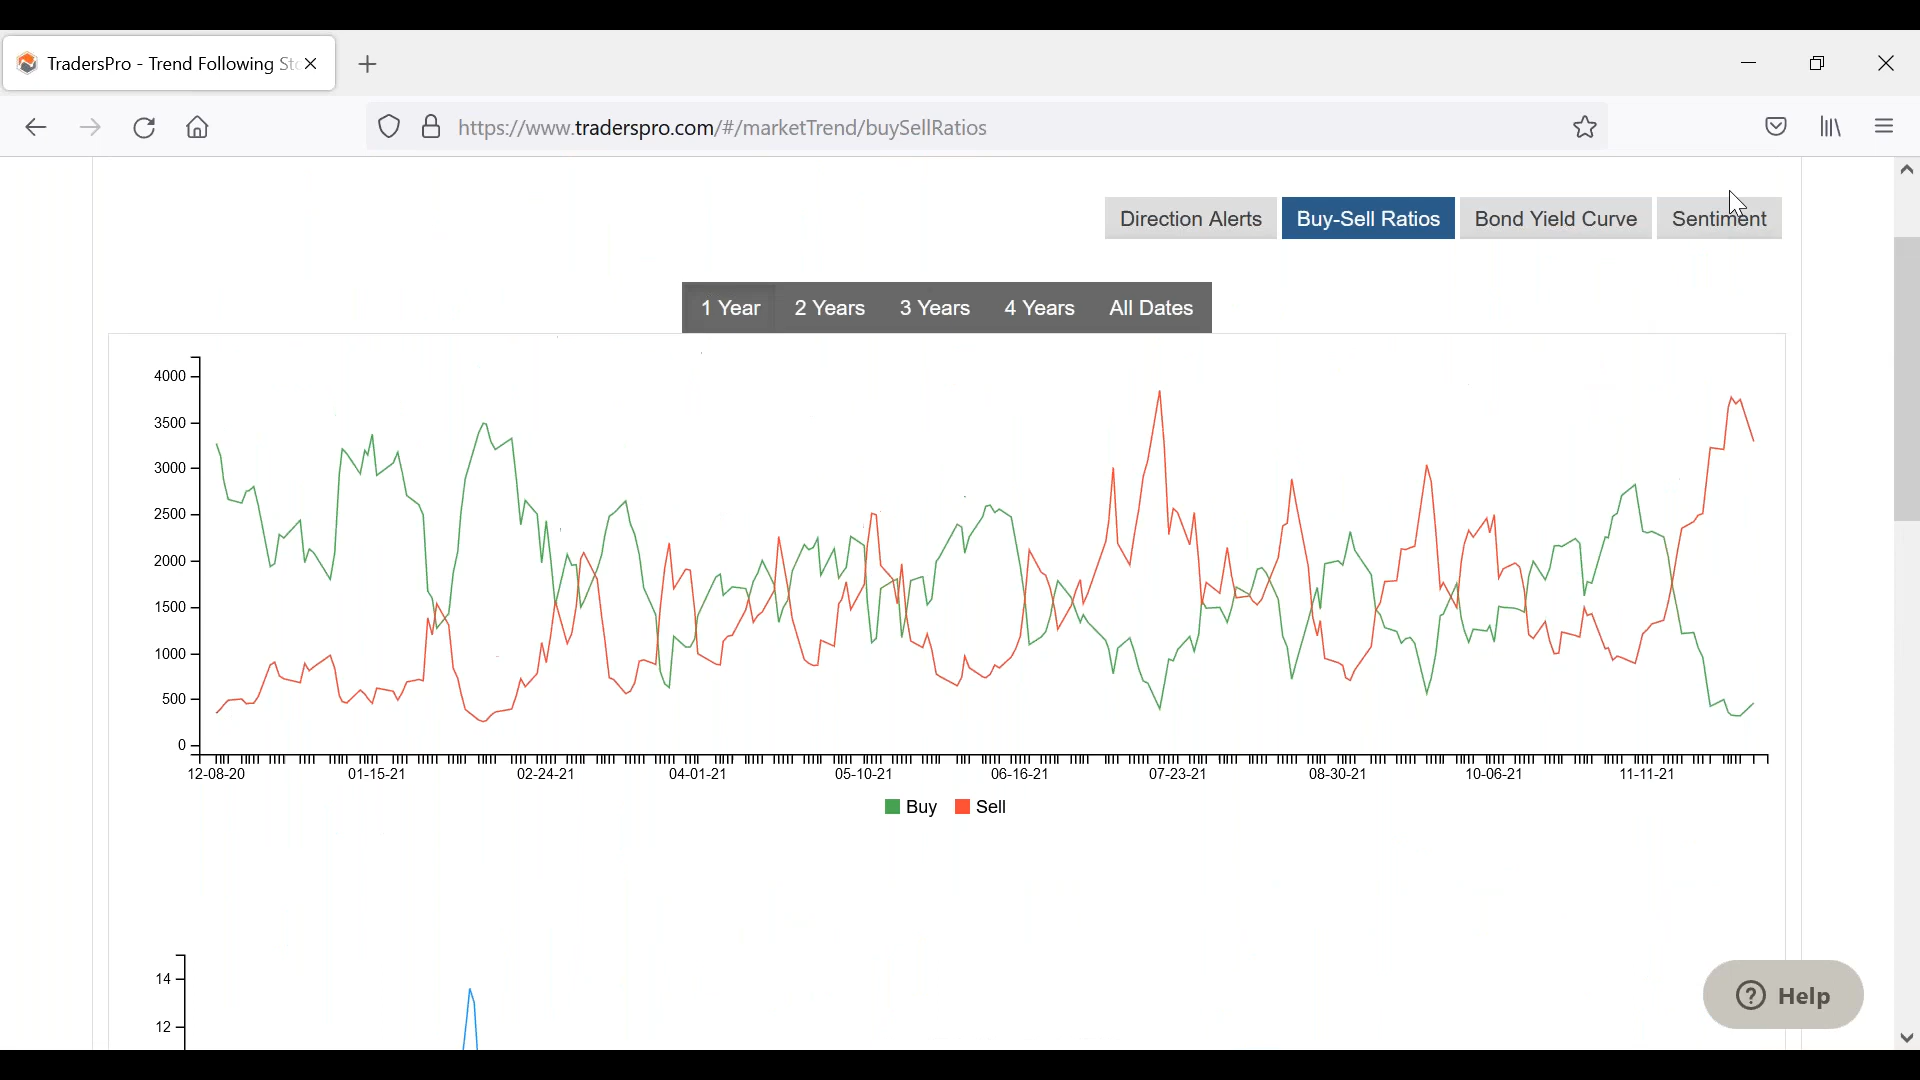 TradersPro - Trend Following Sto
https://www.traderspro.com/#/marketTrend/buySellRatios
Direction Alerts Buy-Sell Ratios Bond Yield Curve Sentiment
1 Year 2 Years 3 Years 4 Years All Dates
4000
3500
3000
2500
2000
1500
1000
500
0
12-08-20 01-15-21 02-24-21 04-01-21 05-10-21 06-16-21 07-23-21 08-30-21 10-06-21 11-11-21
Buy Sell
14
12
Help